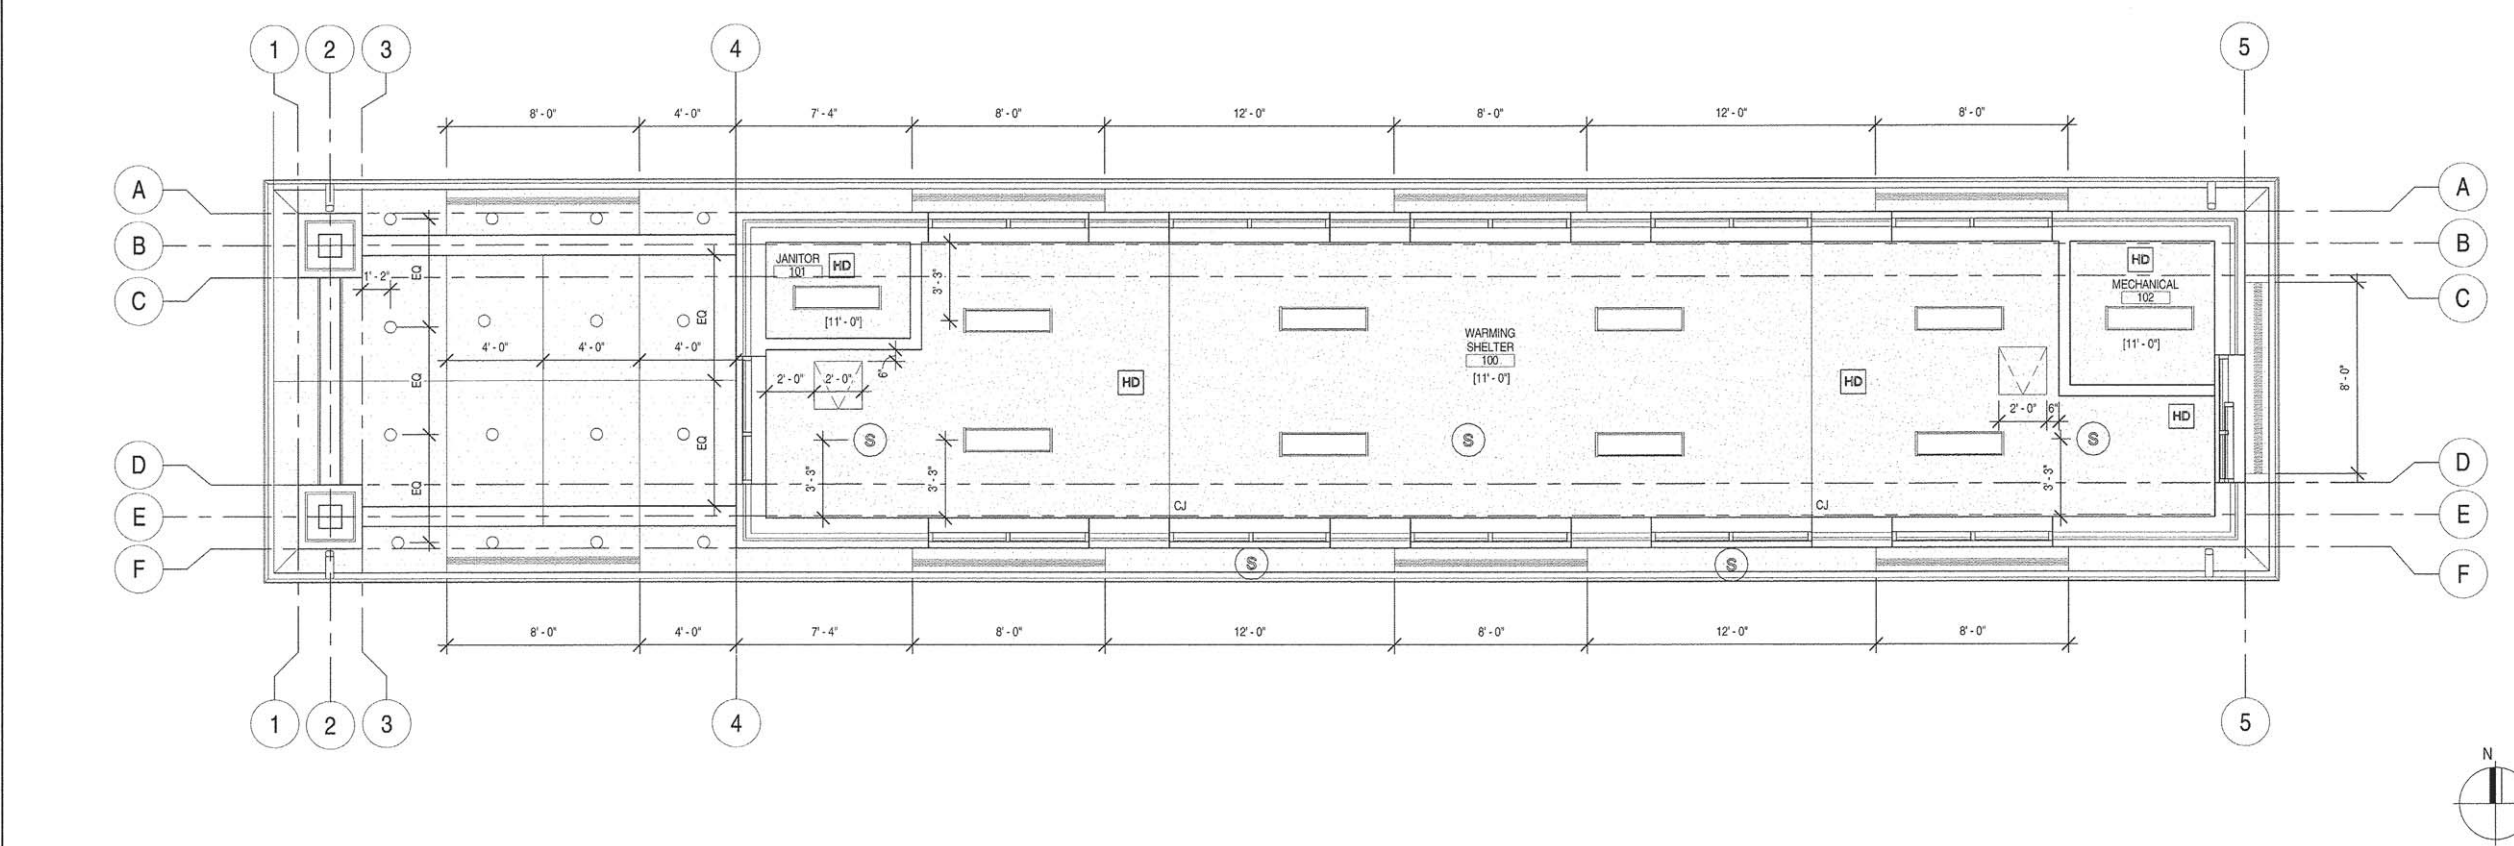 1 2 3 4 5
8' - 0" 4' - 0" 7' - 4" 8' - 0" 12' - 0" 8' - 0" 12' - 0" 8' - 0"
A A
B B
C C
JANITOR
101
HD
[11' - 0"]
HD
MECHANICAL
102
[11' - 0"]
1' - 2"
EQ
EQ
EQ
EQ
EQ
3' - 3"
4' - 0" 4' - 0" 4' - 0"
6"
2' - 0" 2' - 0"
WARMING
SHELTER
100
[11' - 0"]
HD HD
8' - 0"
2' - 0" 6"
HD
S S S
3' - 3" 3' - 3" 3' - 3"
CJ CJ
D D
E E
F F
S S
8' - 0" 4' - 0" 7' - 4" 8' - 0" 12' - 0" 8' - 0" 12' - 0" 8' - 0"
1 2 3 4 5
N